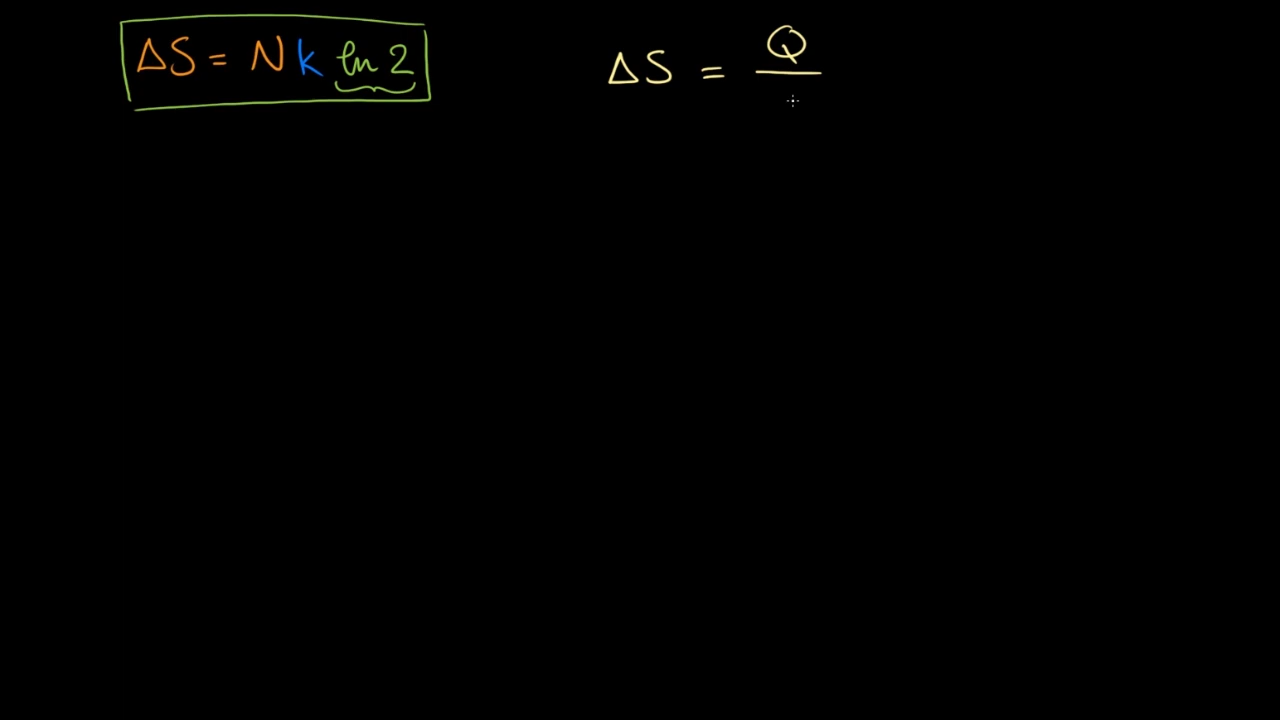 ΔS = N k ln 2
ΔS = Q